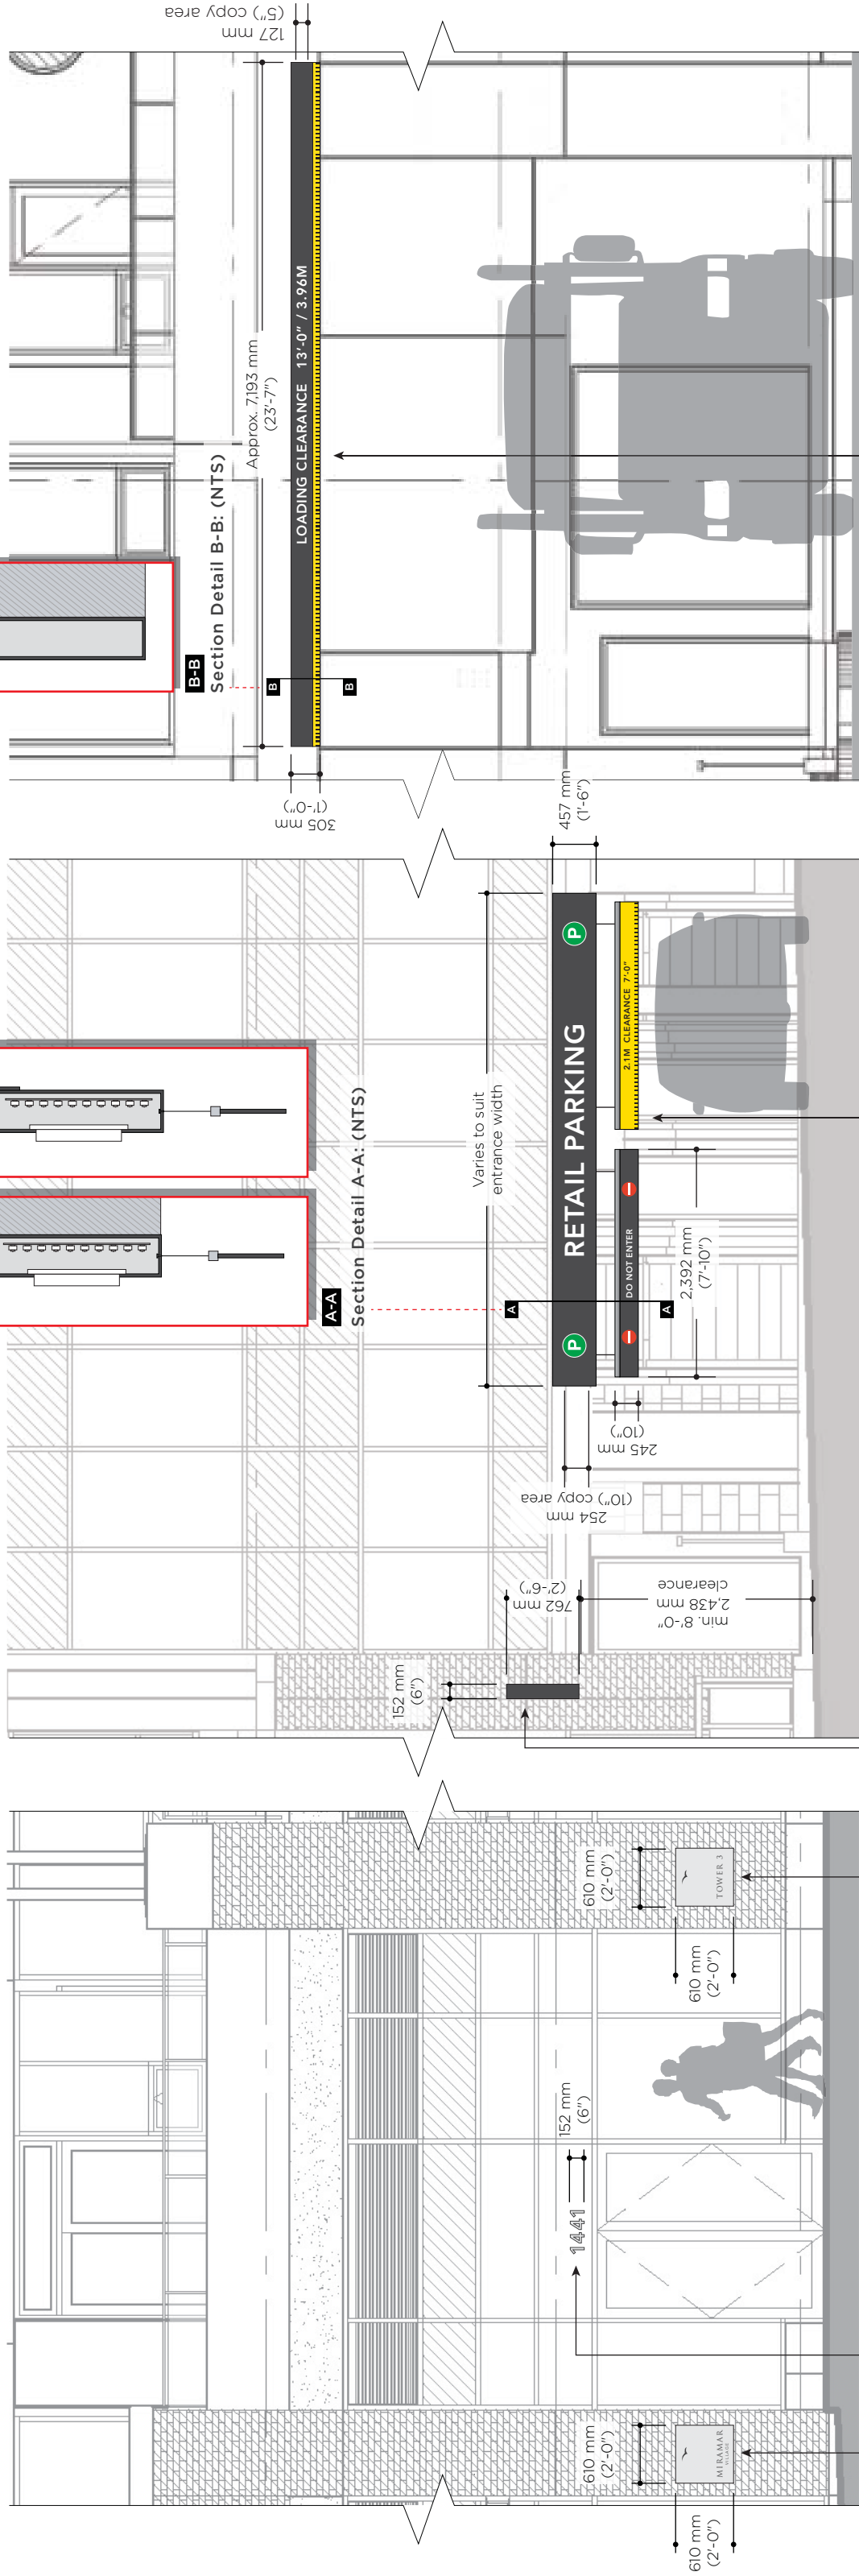 610 mm
(2'-0")
610 mm
(2'-0")
MIRAMAR
VILLAGE
1441
152 mm
(6")
610 mm
(2'-0")
610 mm
(2'-0")
TOWER 3
152 mm
(6")
762 mm
(2'-6")
min. 8'-0"
2,438 mm
clearance
254 mm
(10") copy area
245 mm
(10")
A-A
Section Detail A-A: (NTS)
Varies to suit
entrance width
A
A
P RETAIL PARKING P
DO NOT ENTER
2.1M CLEARANCE 7'-0"
2,392 mm
(7'-10")
457 mm
(1'-6")
305 mm
(1'-0")
B-B
Section Detail B-B: (NTS)
B
B
Approx. 7,193 mm
(23'-7")
LOADING CLEARANCE 13'-0" / 3.96M
127 mm
(5") copy area